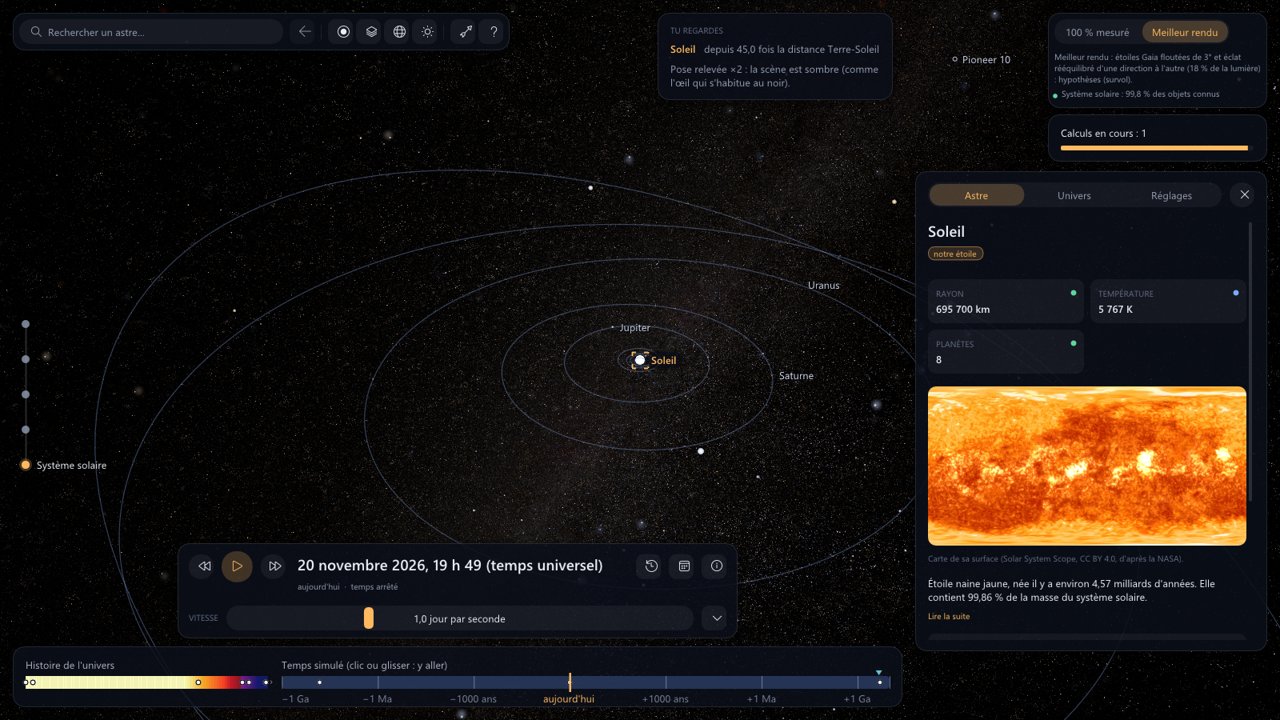 Rechercher un astre...
?
TU REGARDES
Soleil depuis 45,0 fois la distance Terre-Soleil
Pose relevée ×2 : la scène est sombre (comme
l'œil qui s'habitue au noir).
Pioneer 10
100 % mesuré
Meilleur rendu
Meilleur rendu : étoiles Gaia floutées de 3° et éclat
rééquilibré d'une direction à l'autre (18 % de la lumière)
: hypothèses (survol).
Système solaire : 99,8 % des objets connus
Calculs en cours : 1
Astre
Univers
Réglages
Soleil
notre étoile
RAYON
695 700 km
TEMPÉRATURE
5 767 K
PLANÈTES
8
Carte de sa surface (Solar System Scope, CC BY 4.0, d'après la NASA).
Étoile naine jaune, née il y a environ 4,57 milliards d'années. Elle
contient 99,86 % de la masse du système solaire.
Lire la suite
Uranus
Jupiter
Soleil
Saturne
Système solaire
20 novembre 2026, 19 h 49 (temps universel)
aujourd'hui · temps arrêté
VITESSE
1,0 jour par seconde
Histoire de l'univers
Temps simulé (clic ou glisser : y aller)
−1 Ga
−1 Ma
−1000 ans
aujourd'hui
+1000 ans
+1 Ma
+1 Ga